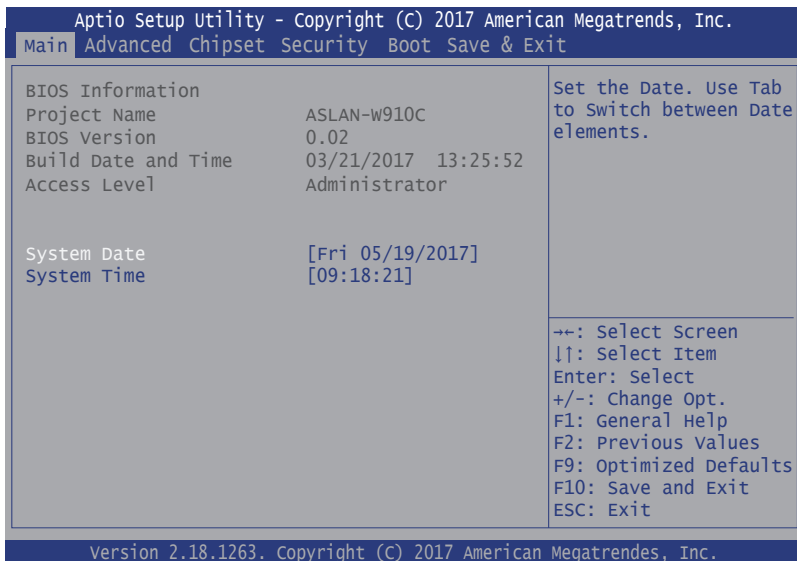 Aptio Setup Utility - Copyright (C) 2017 American Megatrends, Inc.
Main Advanced Chipset Security Boot Save & Exit
BIOS Information
Project Name ASLAN-W910C
BIOS Version 0.02
Build Date and Time 03/21/2017 13:25:52
Access Level Administrator
System Date [Fri 05/19/2017]
System Time [09:18:21]
Set the Date. Use Tab
to Switch between Date
elements.
→←: Select Screen
↓↑: Select Item
Enter: Select
+/-: Change Opt.
F1: General Help
F2: Previous Values
F9: Optimized Defaults
F10: Save and Exit
ESC: Exit
Version 2.18.1263. Copyright (C) 2017 American Megatrendes, Inc.